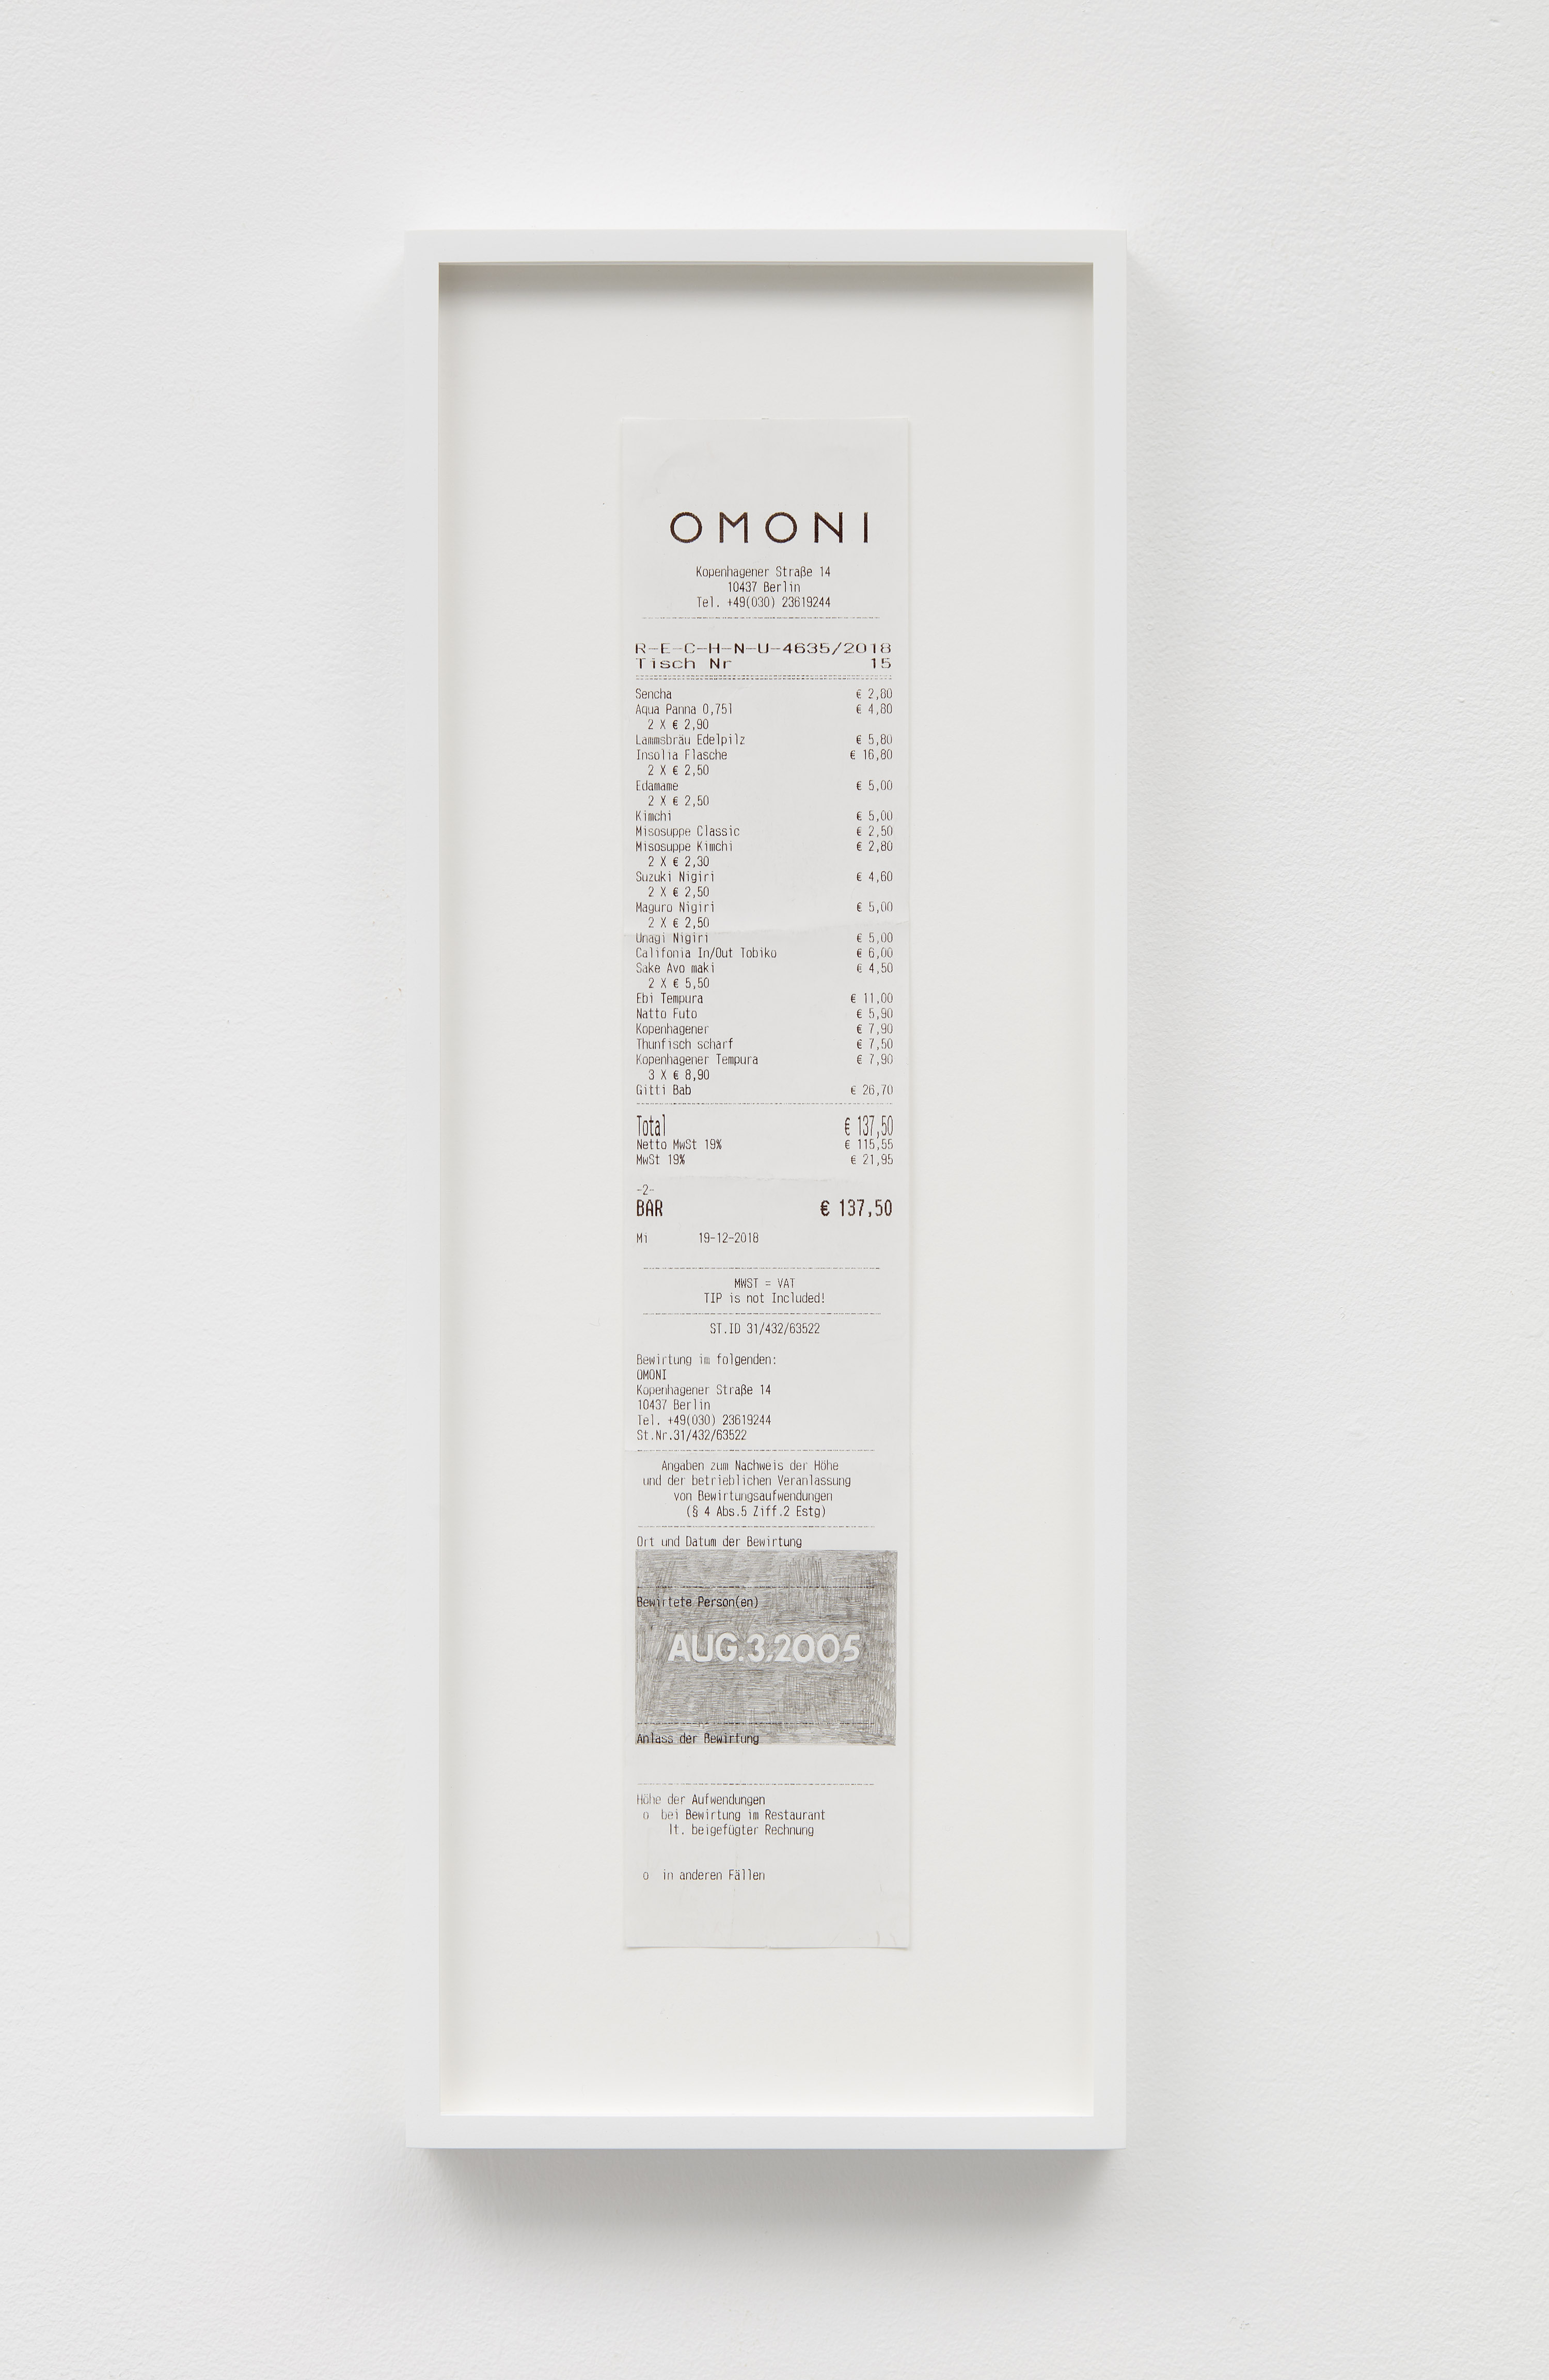 OMONI
Kopenhagener Straße 14
10437 Berlin
Tel. +49(030) 23619244
R-E-C-H-N-U-4635/2018
Tisch Nr 15
Sencha € 2,80
Aqua Panna 0,75l € 4,80
2 X € 2,90
Lammsbräu Edelpilz € 5,80
Insolia Flasche € 16,80
2 X € 2,50
Edamame € 5,00
2 X € 2,50
Kimchi € 5,00
Misosuppe Classic € 2,50
Misosuppe Kimchi € 2,80
2 X € 2,30
Suzuki Nigiri € 4,60
2 X € 2,50
Maguro Nigiri € 5,00
2 X € 2,50
Unagi Nigiri € 5,00
Califonia In/Out Tobiko € 6,00
Sake Avo maki € 4,50
2 X € 5,50
Ebi Tempura € 11,00
Natto Futo € 5,90
Kopenhagener € 7,90
Thunfisch scharf € 7,50
Kopenhagener Tempura € 7,90
3 X € 8,90
Gitti Bab € 26,70
Total € 137,50
Netto MwSt 19% € 115,55
MwSt 19% € 21,95
-2-
BAR € 137,50
Mi 19-12-2018
MWST = VAT
TIP is not Included!
ST.ID 31/432/63522
Bewirtung im folgenden:
OMONI
Kopenhagener Straße 14
10437 Berlin
Tel. +49(030) 23619244
St.Nr.31/432/63522
Angaben zum Nachweis der Höhe
und der betrieblichen Veranlassung
von Bewirtungsaufwendungen
(§ 4 Abs.5 Ziff.2 Estg)
Ort und Datum der Bewirtung
Bewirtete Person(en)
AUG.3,2005
Anlass der Bewirtung
Höhe der Aufwendungen
o bei Bewirtung im Restaurant
lt. beigefügter Rechnung
o in anderen Fällen